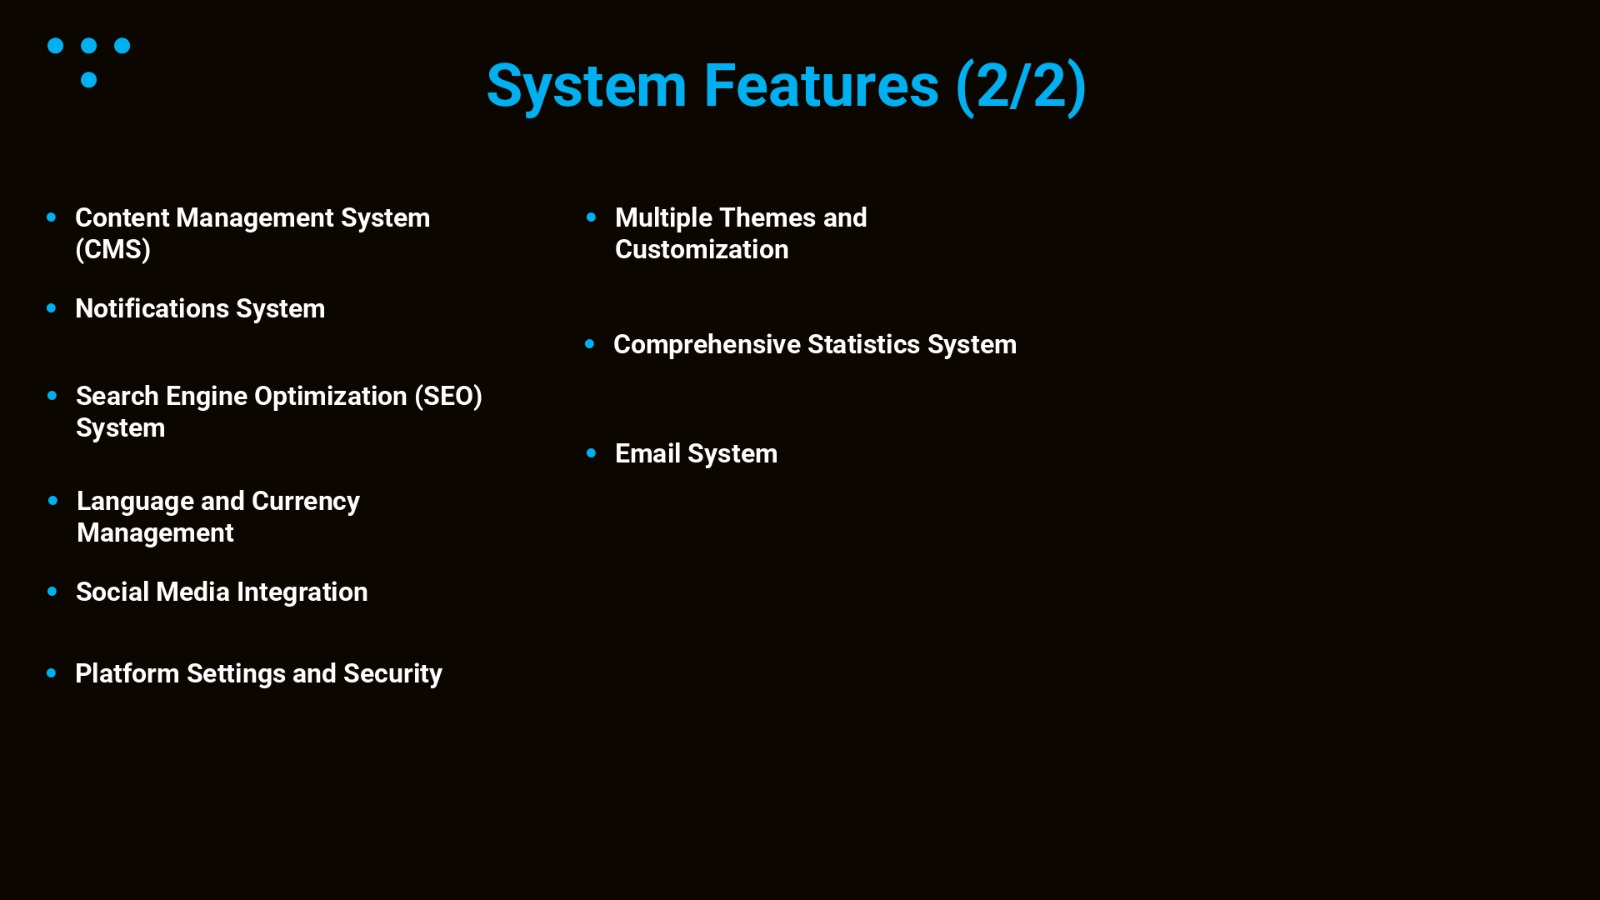 System Features (2/2)
Content Management System
(CMS)
Notifications System
Search Engine Optimization (SEO)
System
Language and Currency
Management
Social Media Integration
Platform Settings and Security
Multiple Themes and
Customization
Comprehensive Statistics System
Email System